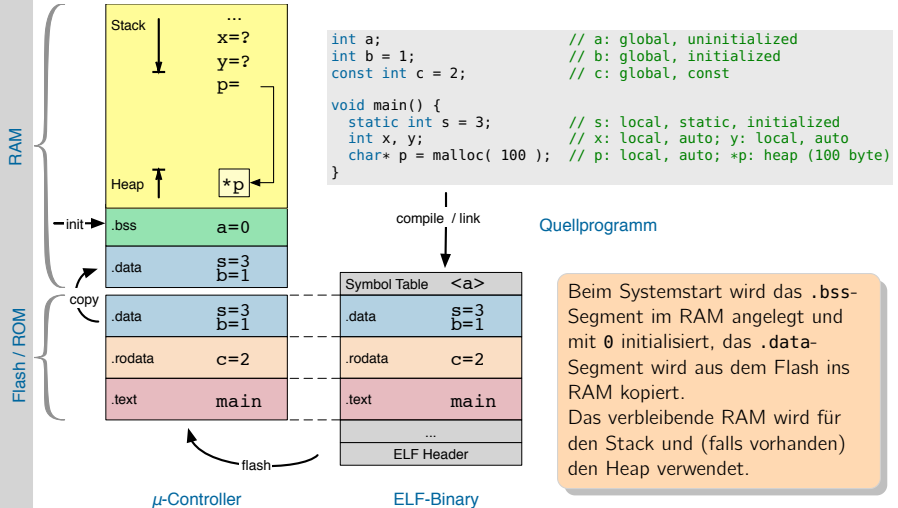 RAM
Flash / ROM
Stack
...
x=?
y=?
p=
Heap
*p
init
.bss
a=0
.data
s=3
b=1
copy
.data
s=3
b=1
.rodata
c=2
.text
main
flash
µ-Controller
int a; // a: global, uninitialized
int b = 1; // b: global, initialized
const int c = 2; // c: global, const
void main() {
static int s = 3; // s: local, static, initialized
int x, y; // x: local, auto; y: local, auto
char* p = malloc( 100 ); // p: local, auto; *p: heap (100 byte)
}
compile / link
Quellprogramm
Symbol Table <a>
.data
s=3
b=1
.rodata
c=2
.text
main
...
ELF Header
ELF-Binary
Beim Systemstart wird das .bss-
Segment im RAM angelegt und
mit 0 initialisiert, das .data-
Segment wird aus dem Flash ins
RAM kopiert.
Das verbleibende RAM wird für
den Stack und (falls vorhanden)
den Heap verwendet.